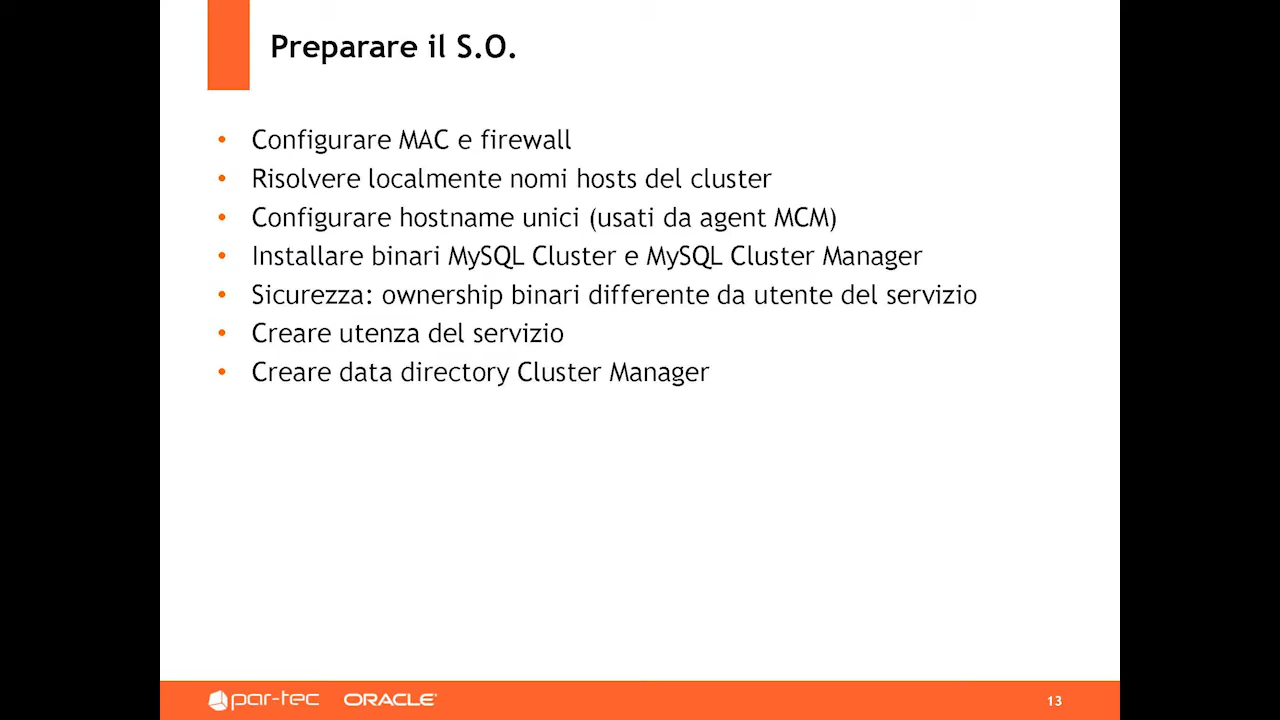 Preparare il S.O.
• Configurare MAC e firewall
• Risolvere localmente nomi hosts del cluster
• Configurare hostname unici (usati da agent MCM)
• Installare binari MySQL Cluster e MySQL Cluster Manager
• Sicurezza: ownership binari differente da utente del servizio
• Creare utenza del servizio
• Creare data directory Cluster Manager
par-tec ORACLE® 13